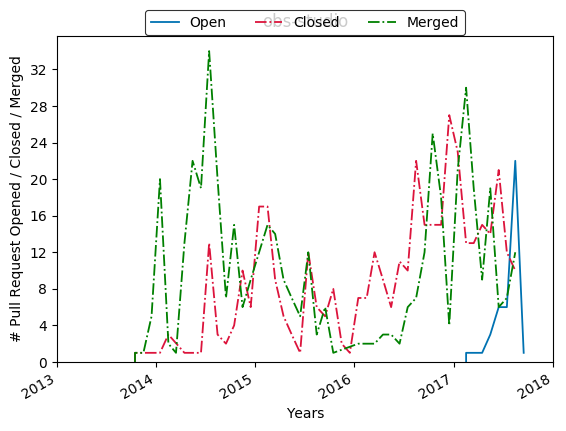 obs-studio
Open Closed Merged
# Pull Request Opened / Closed / Merged
32
28
24
20
16
12
8
4
0
2013 2014 2015 2016 2017 2018
Years